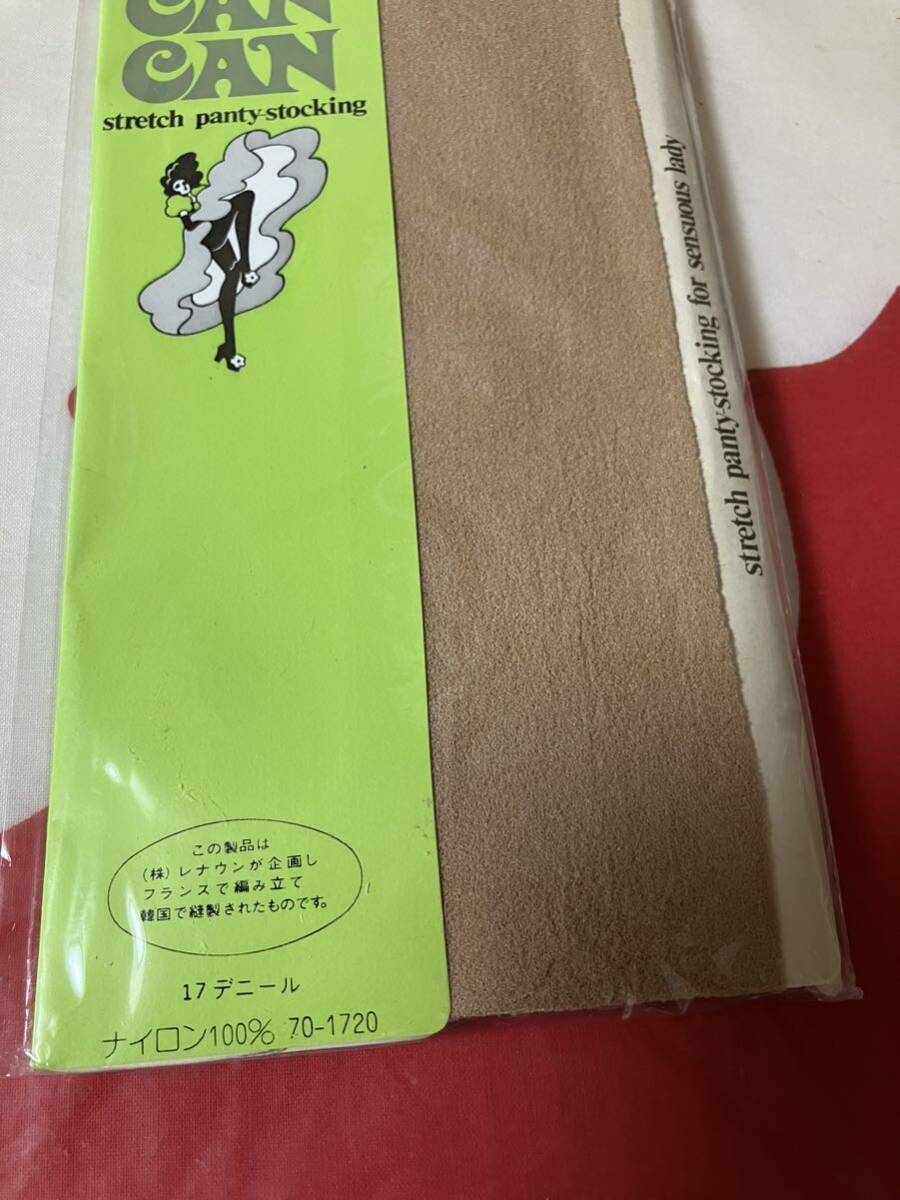 CAN
CAN
stretch panty-stocking
stretch panty-stocking for sensuous lady
この製品は
(株)レナウンが企画し
フランスで編み立て
韓国で縫製されたものです。
17デニール
ナイロン100% 70-1720